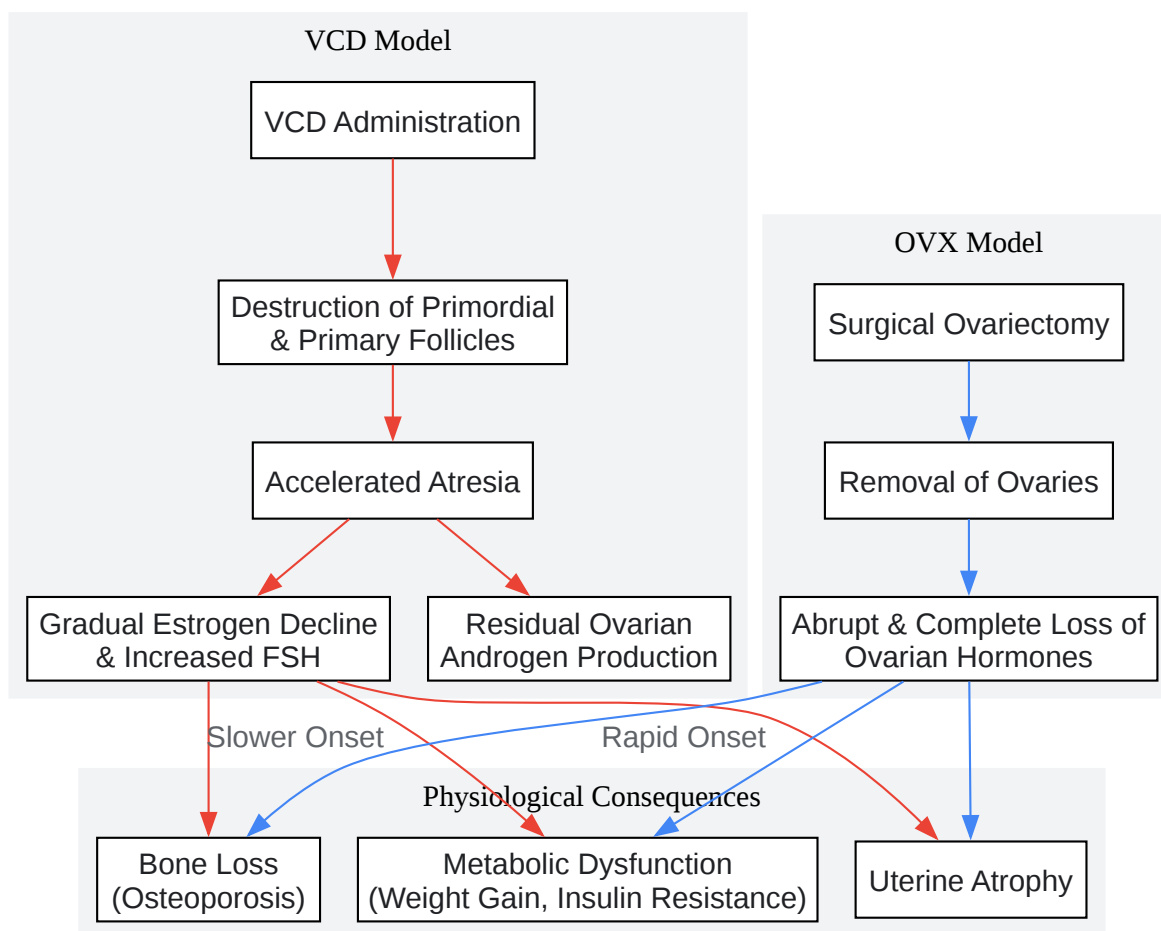 VCD Model
VCD Administration
Destruction of Primordial
& Primary Follicles
Accelerated Atresia
Gradual Estrogen Decline
& Increased FSH
Residual Ovarian
Androgen Production
OVX Model
Surgical Ovariectomy
Removal of Ovaries
Abrupt & Complete Loss of
Ovarian Hormones
Slower Onset
Rapid Onset
Physiological Consequences
Bone Loss
(Osteoporosis)
Metabolic Dysfunction
(Weight Gain, Insulin Resistance)
Uterine Atrophy